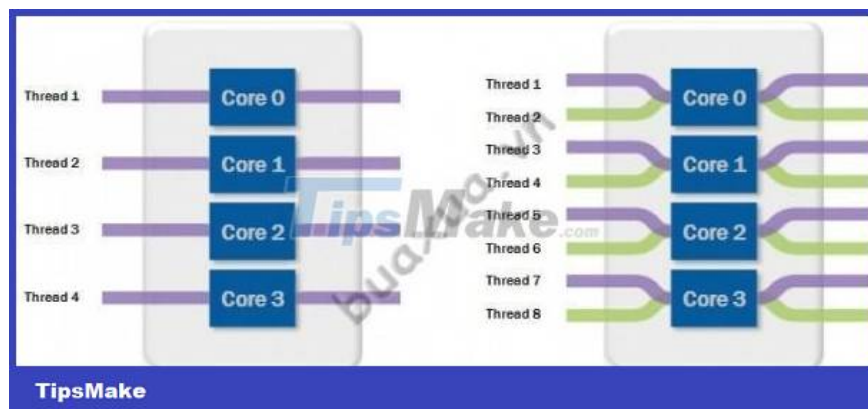 Thread 1
Core 0
Thread 2
Core 1
Thread 3
Core 2
Thread 4
Core 3
Thread 1
Thread 2
Core 0
Thread 3
Thread 4
Core 1
Thread 5
Thread 6
Core 2
Thread 7
Thread 8
Core 3
TipsMake.com
buaxua.vn
TipsMake